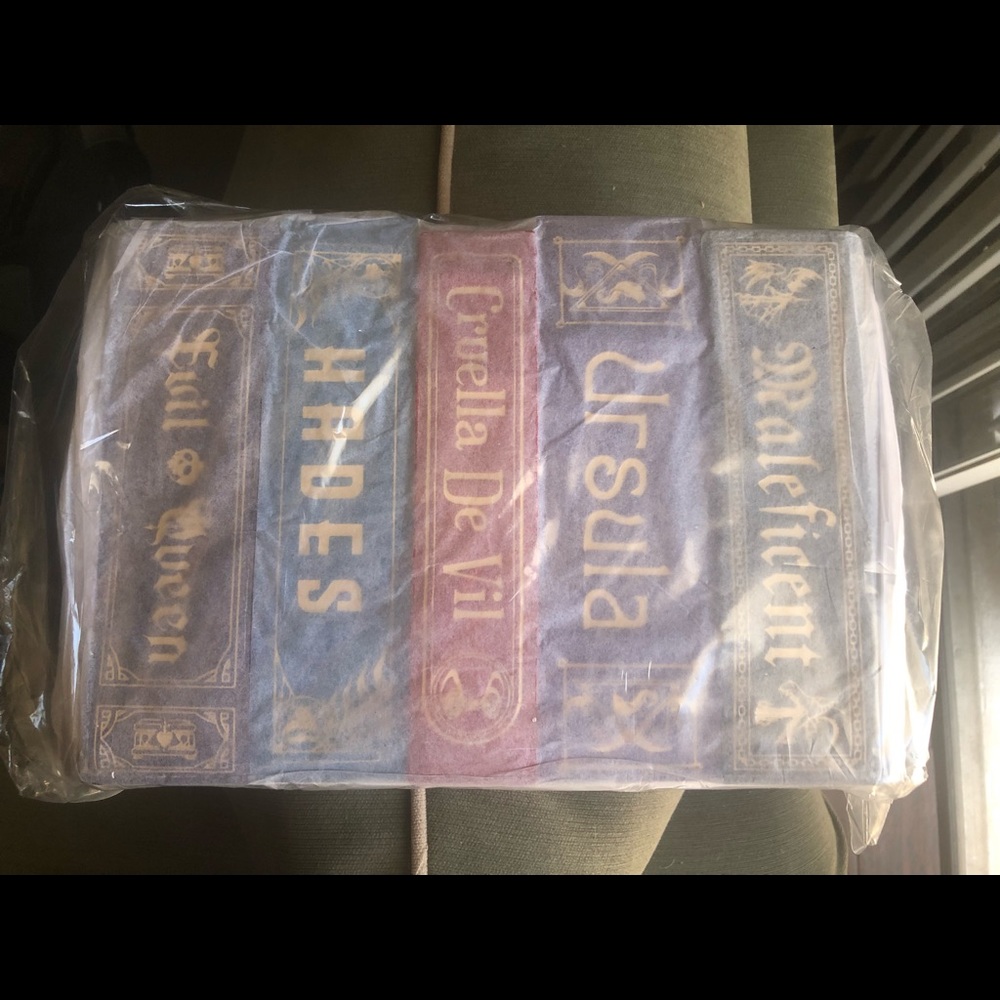 Evil Queen
HADES
Cruella De Vil
Ursula
Maleficent